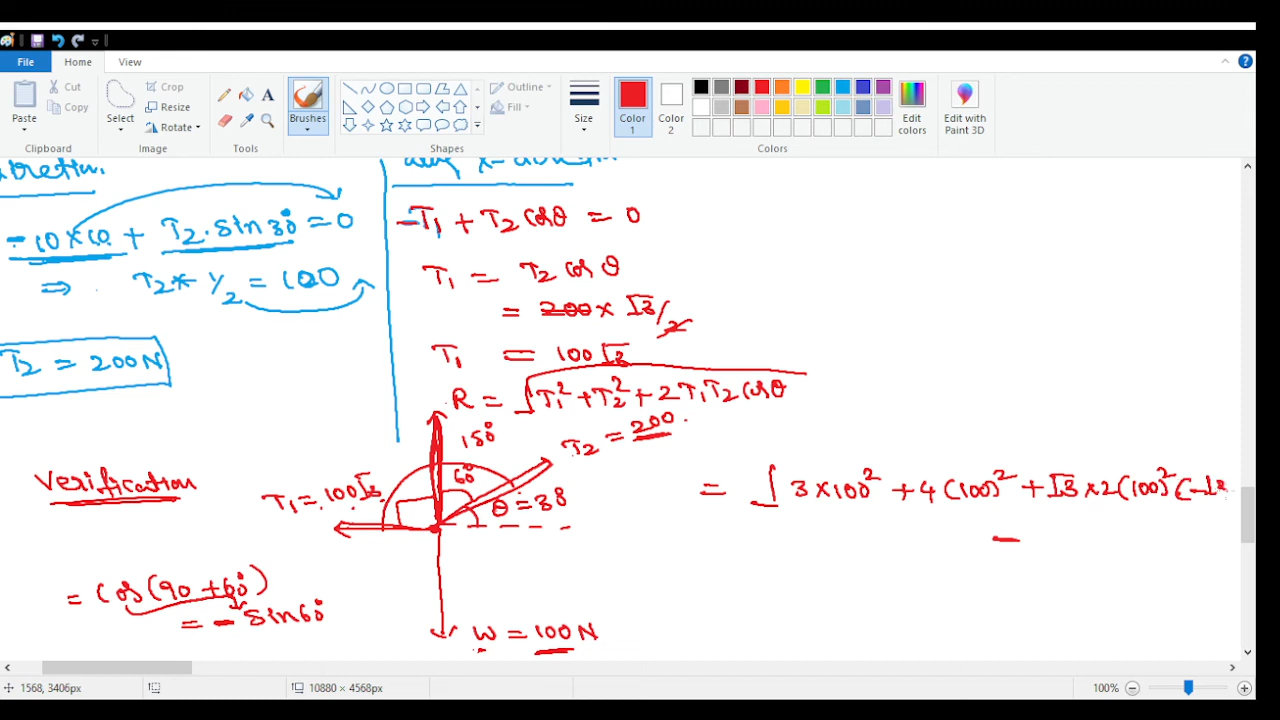 File Home View
Cut
Copy
Paste
Clipboard
Select
Crop
Resize
Rotate
Image
A
Tools
Brushes
Outline
Fill
Shapes
Size
Color 1
Color 2
Edit colors
Colors
Edit with Paint 3D
-10×10 + T2.sin30° = 0
⇒ T2* 1/2 = 100
T2 = 200N
-T1 + T2 cosθ = 0
T1 = T2 cos θ
= 200 × √3/2
T1 = 100√3
R = √T1² + T2² + 2T1T2 cosθ
150°
T2 = 200
60°
Verification
T1 = 100√3
θ = 30
= √3×100² + 4(100)² + √3×2(100)²(-√3
= Cos(90+60°)
= - sin60°
W = 100N
1568, 3406px
10880 × 4568px
100%